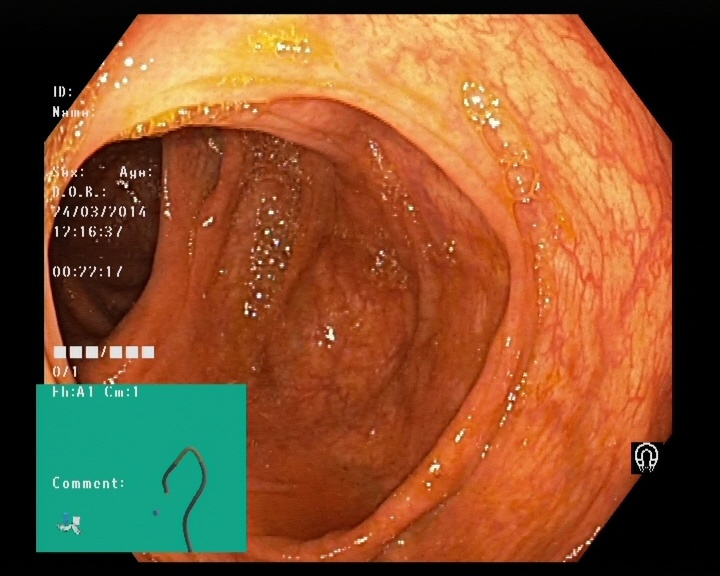 ID:
Name:
Sex: Age:
D.O.B.:
24/03/2014
12:16:37
00:22:17
■■■/■■■
0/1
Eh:A1 Cm:1
Comment: